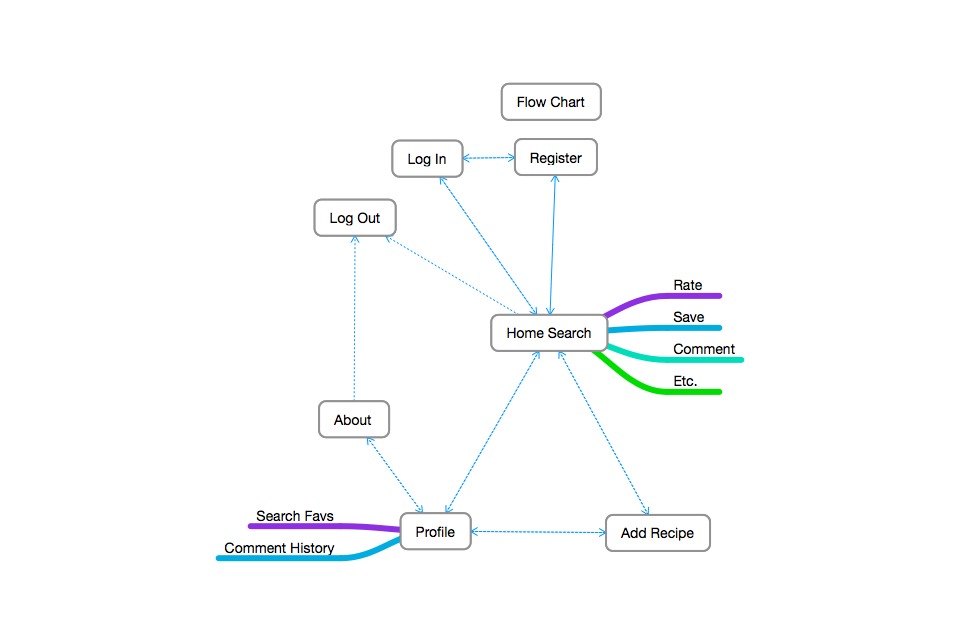 Flow Chart
Log In
Register
Log Out
Rate
Save
Home Search
Comment
Etc.
About
Search Favs
Profile
Add Recipe
Comment History